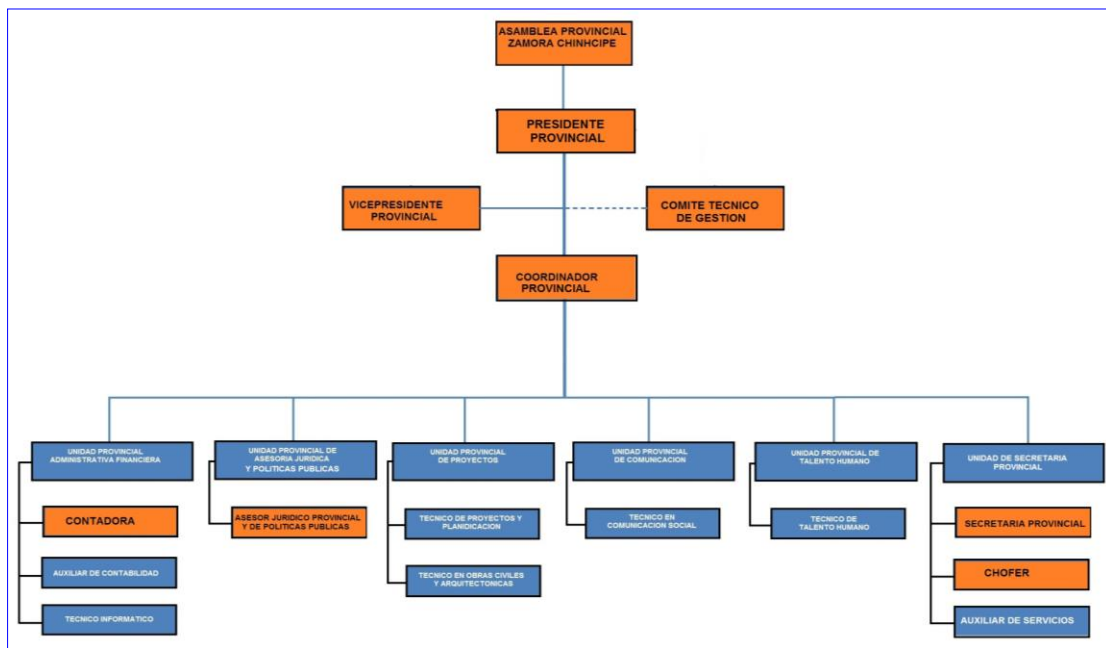 ASAMBLEA PROVINCIAL
ZAMORA CHINHCIPE
PRESIDENTE
PROVINCIAL
VICEPRESIDENTE
PROVINCIAL
COMITE TECNICO
DE GESTION
COORDINADOR
PROVINCIAL
UNIDAD PROVINCIAL
ADMINISTRATIVA FINANCIERA
CONTADORA
AUXILIAR DE CONTABILIDAD
TECNICO INFORMATICO
UNIDAD PROVINCIAL DE
ASESORIA JURIDICA
Y POLITICAS PUBLICAS
ASESOR JURIDICO PROVINCIAL
Y DE POLITICAS PUBLICAS
UNIDAD PROVINCIAL
DE PROYECTOS
TECNICO DE PROYECTOS Y
PLANIDICACION
TECNICO EN OBRAS CIVILES
Y ARQUITECTONICAS
UNIDAD PROVINCIAL
DE COMUNICACION
TECNICO EN
COMUNICACION SOCIAL
UNIDAD PROVINCIAL DE
TALENTO HUMANO
TECNICO DE
TALENTO HUMANO
UNIDAD DE SECRETARIA
PROVINCIAL
SECRETARIA PROVINCIAL
CHOFER
AUXILIAR DE SERVICIOS